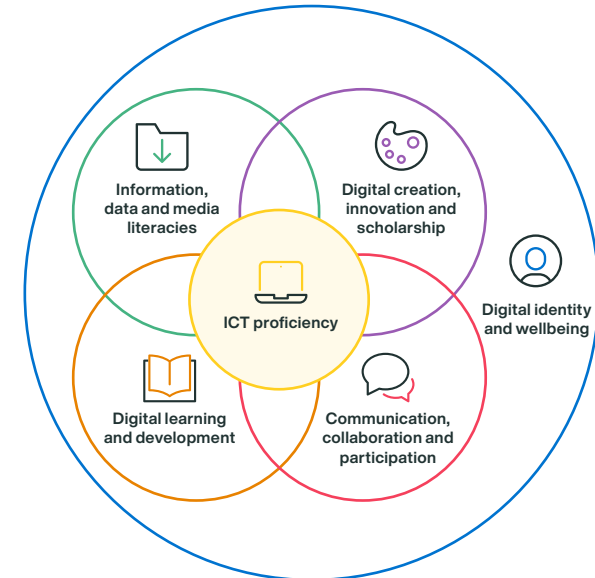 Information,
data and media
literacies
Digital creation,
innovation and
scholarship
Digital identity
and wellbeing
ICT proficiency
Digital learning
and development
Communication,
collaboration and
participation